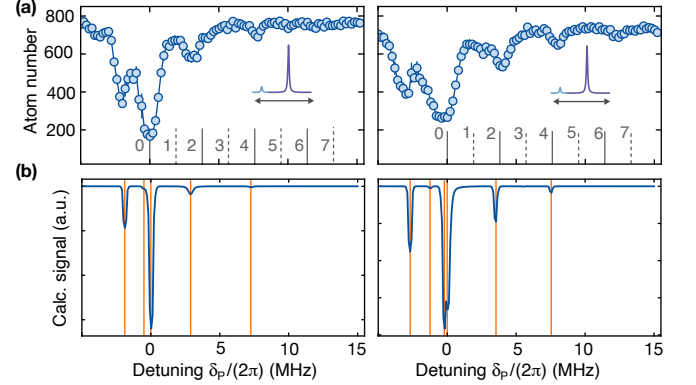 (a)
800
600
400
200
Atom number
0 1 2 3 4 5 6 7
0 1 2 3 4 5 6 7
(b)
Calc. signal (a.u.)
0 5 10 15
0 5 10 15
Detuning δP/(2π) (MHz) Detuning δP/(2π) (MHz)